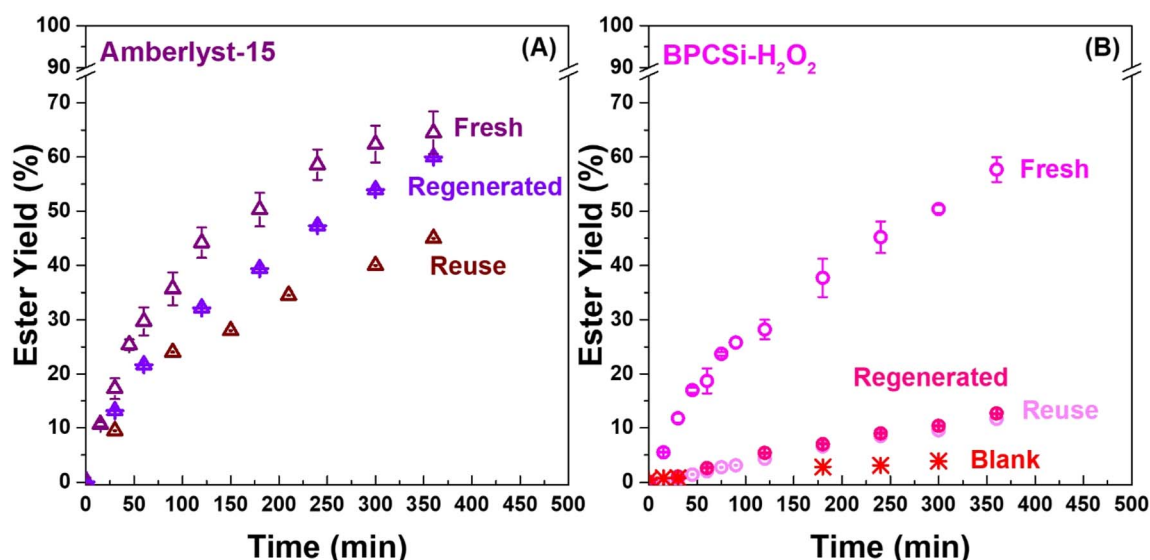 Amberlyst-15
(A)
100
90
70
60
50
40
30
20
10
0
Ester Yield (%)
Fresh
Regenerated
Reuse
0 50 100 150 200 250 300 350 400 450 500
Time (min)
BPCSi-H₂O₂
(B)
100
90
70
60
50
40
30
20
10
0
Ester Yield (%)
Fresh
Regenerated
Reuse
Blank
0 50 100 150 200 250 300 350 400 450 500
Time (min)